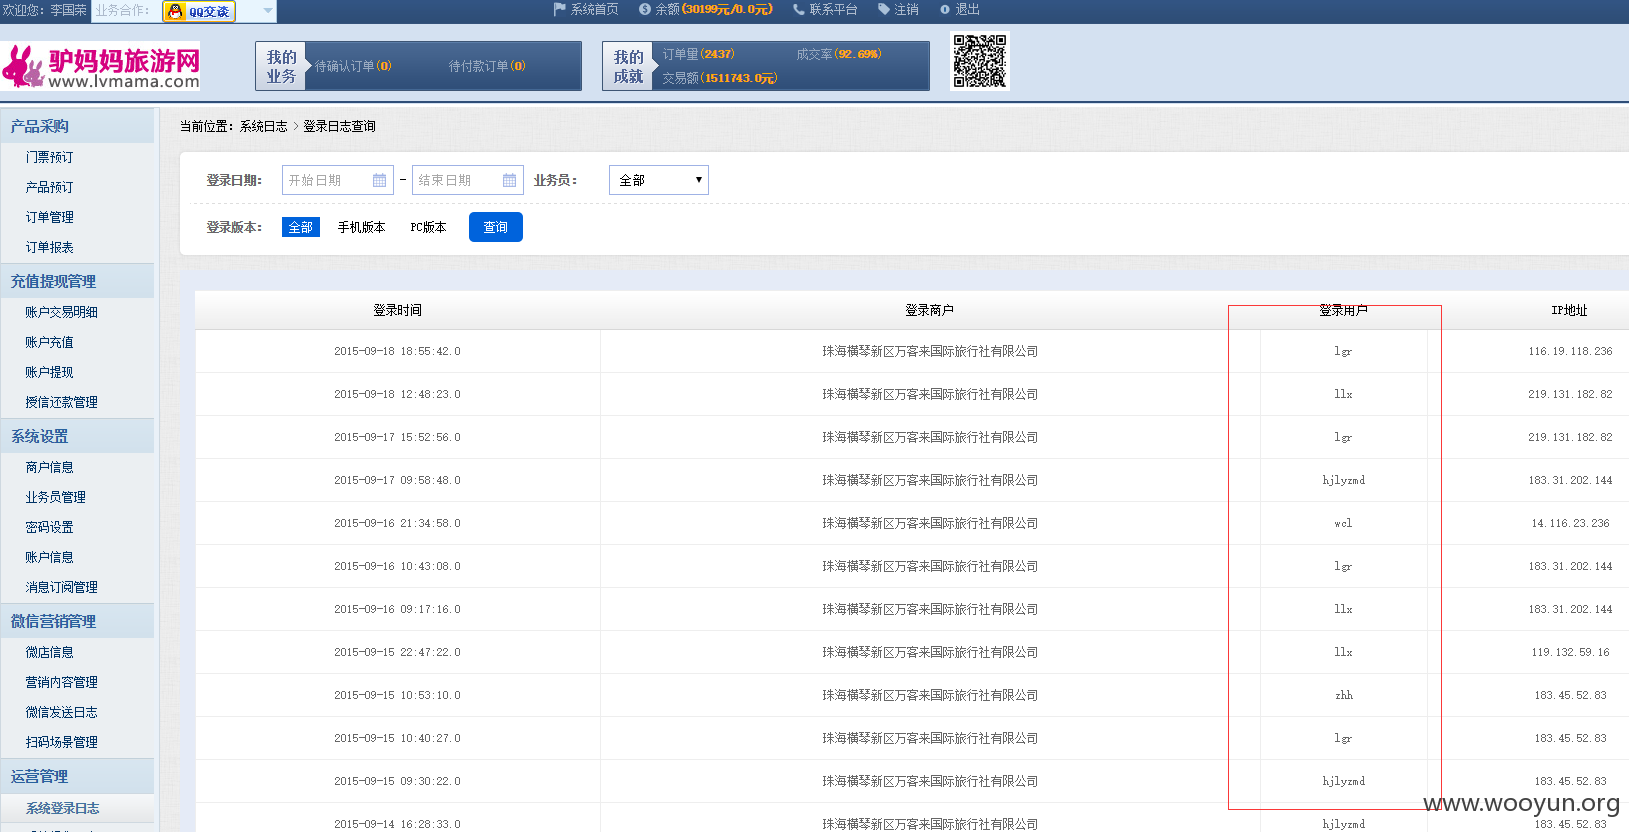 欢迎您：李国荣 业务合作： QQ交谈
系统首页 余额(30199元/0.0元) 联系平台 注销 退出
驴妈妈旅游网
www.lvmama.com
我的业务 待确认订单(0) 待付款订单(0)
我的成就 订单量(2437) 成交率(92.69%)
交易额(1511743.0元)
产品采购
门票预订
产品预订
订单管理
订单报表
充值提现管理
账户交易明细
账户充值
账户提现
授信还款管理
系统设置
商户信息
业务员管理
密码设置
账户信息
消息订阅管理
微信营销管理
微店信息
营销内容管理
微信发送日志
扫码场景管理
运营管理
系统登录日志
当前位置：系统日志 > 登录日志查询
登录日期： 开始日期 - 结束日期 业务员： 全部
登录版本： 全部 手机版本 PC版本 查询
登录时间 登录商户 登录用户 IP地址
2015-09-18 18:55:42.0 珠海横琴新区万客来国际旅行社有限公司 lgr 116.19.118.236
2015-09-18 12:48:23.0 珠海横琴新区万客来国际旅行社有限公司 llx 219.131.182.82
2015-09-17 15:52:56.0 珠海横琴新区万客来国际旅行社有限公司 lgr 219.131.182.82
2015-09-17 09:58:48.0 珠海横琴新区万客来国际旅行社有限公司 hjlyzmd 183.31.202.144
2015-09-16 21:34:58.0 珠海横琴新区万客来国际旅行社有限公司 wcl 14.116.23.236
2015-09-16 10:43:08.0 珠海横琴新区万客来国际旅行社有限公司 lgr 183.31.202.144
2015-09-16 09:17:16.0 珠海横琴新区万客来国际旅行社有限公司 llx 183.31.202.144
2015-09-15 22:47:22.0 珠海横琴新区万客来国际旅行社有限公司 llx 119.132.59.16
2015-09-15 10:53:10.0 珠海横琴新区万客来国际旅行社有限公司 zhh 183.45.52.83
2015-09-15 10:40:27.0 珠海横琴新区万客来国际旅行社有限公司 lgr 183.45.52.83
2015-09-15 09:30:22.0 珠海横琴新区万客来国际旅行社有限公司 hjlyzmd 183.45.52.83
2015-09-14 16:28:33.0 珠海横琴新区万客来国际旅行社有限公司 hjlyzmd 183.45.52.83
www.wooyun.org